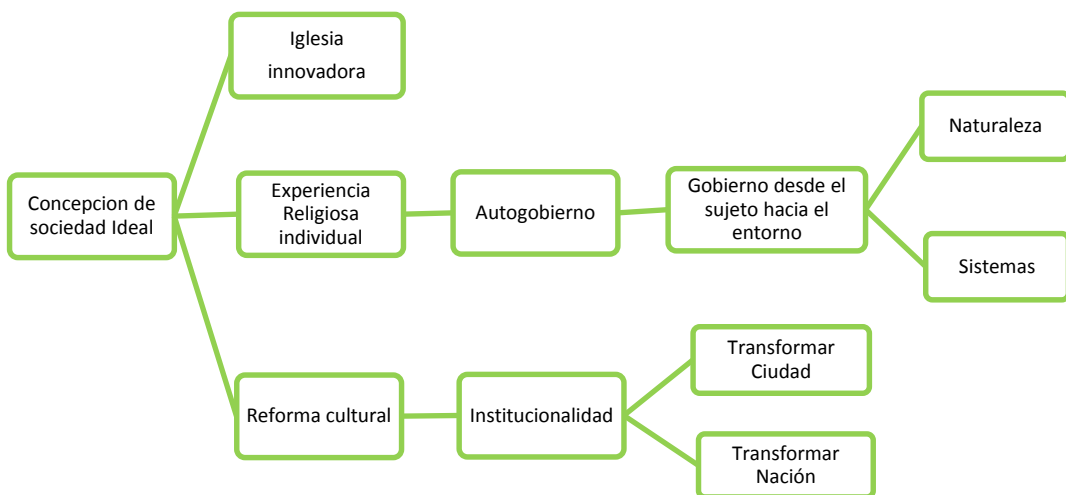 Iglesia
innovadora
Naturaleza
Concepcion de
sociedad Ideal
Experiencia
Religiosa
individual
Autogobierno
Gobierno desde el
sujeto hacia el
entorno
Sistemas
Transformar
Ciudad
Reforma cultural
Institucionalidad
Transformar
Nación